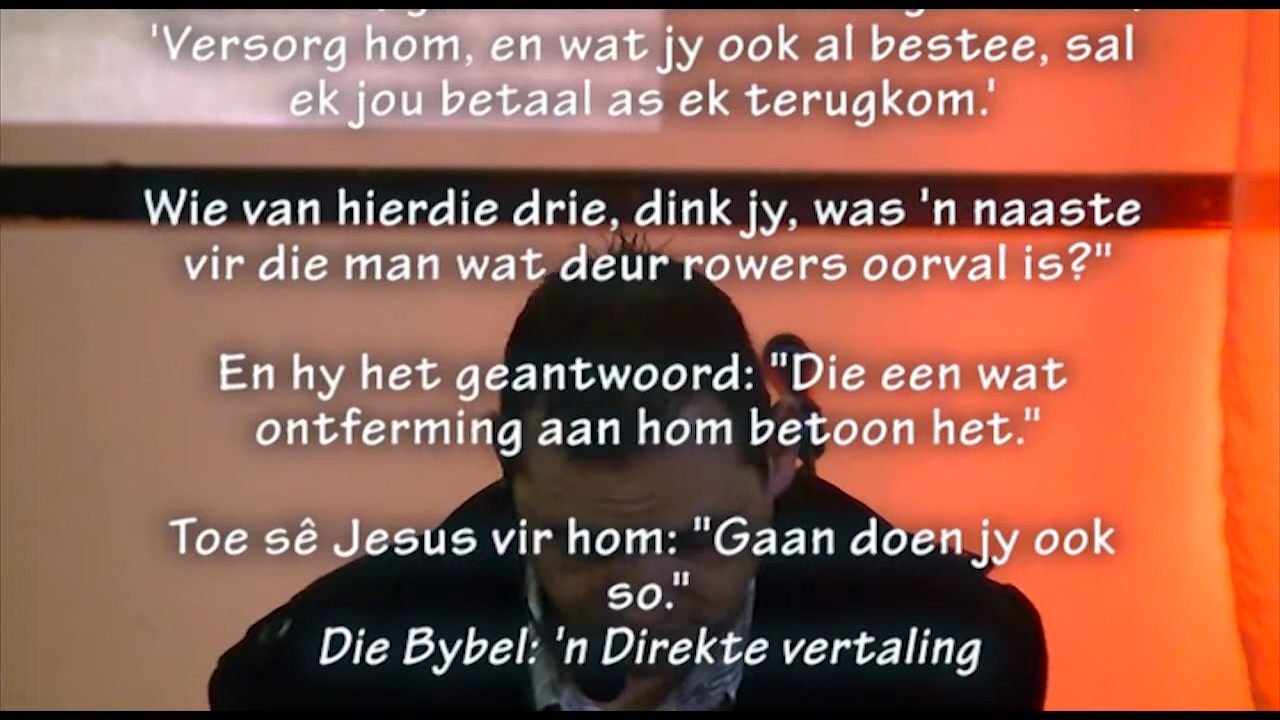 'Versorg hom, en wat jy ook al bestee, sal
ek jou betaal as ek terugkom.'
Wie van hierdie drie, dink jy, was 'n naaste
vir die man wat deur rowers oorval is?"
En hy het geantwoord: "Die een wat
ontferming aan hom betoon het."
Toe sê Jesus vir hom: "Gaan doen jy ook
so."
Die Bybel: 'n Direkte vertaling